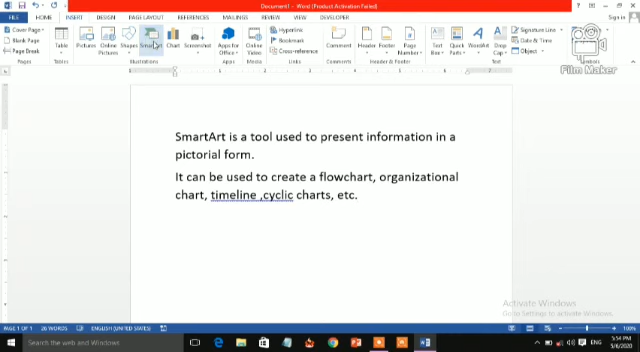 Document1 - Word (Product Activation Failed)
FILE HOME INSERT DESIGN PAGE LAYOUT REFERENCES MAILINGS REVIEW VIEW DEVELOPER Sign in
Cover Page
Blank Page
Page Break
Table
Pictures
Online Pictures
Shapes
SmartArt
Chart
Screenshot
Apps for Office
Online Video
Hyperlink
Bookmark
Cross-reference
Comment
Header
Footer
Page Number
Text Box
Quick Parts
WordArt
Drop Cap
Signature Line
Date & Time
Object
Pages Tables Illustrations Apps Media Links Comments Header & Footer Text
Film Maker
SmartArt is a tool used to present information in a
pictorial form.
It can be used to create a flowchart, organizational
chart, timeline ,cyclic charts, etc.
Activate Windows
Go to Settings to activate Windows.
PAGE 1 OF 1 26 WORDS ENGLISH (UNITED STATES) 100%
Search the web and Windows
ENG
5:54 PM
5/6/2020